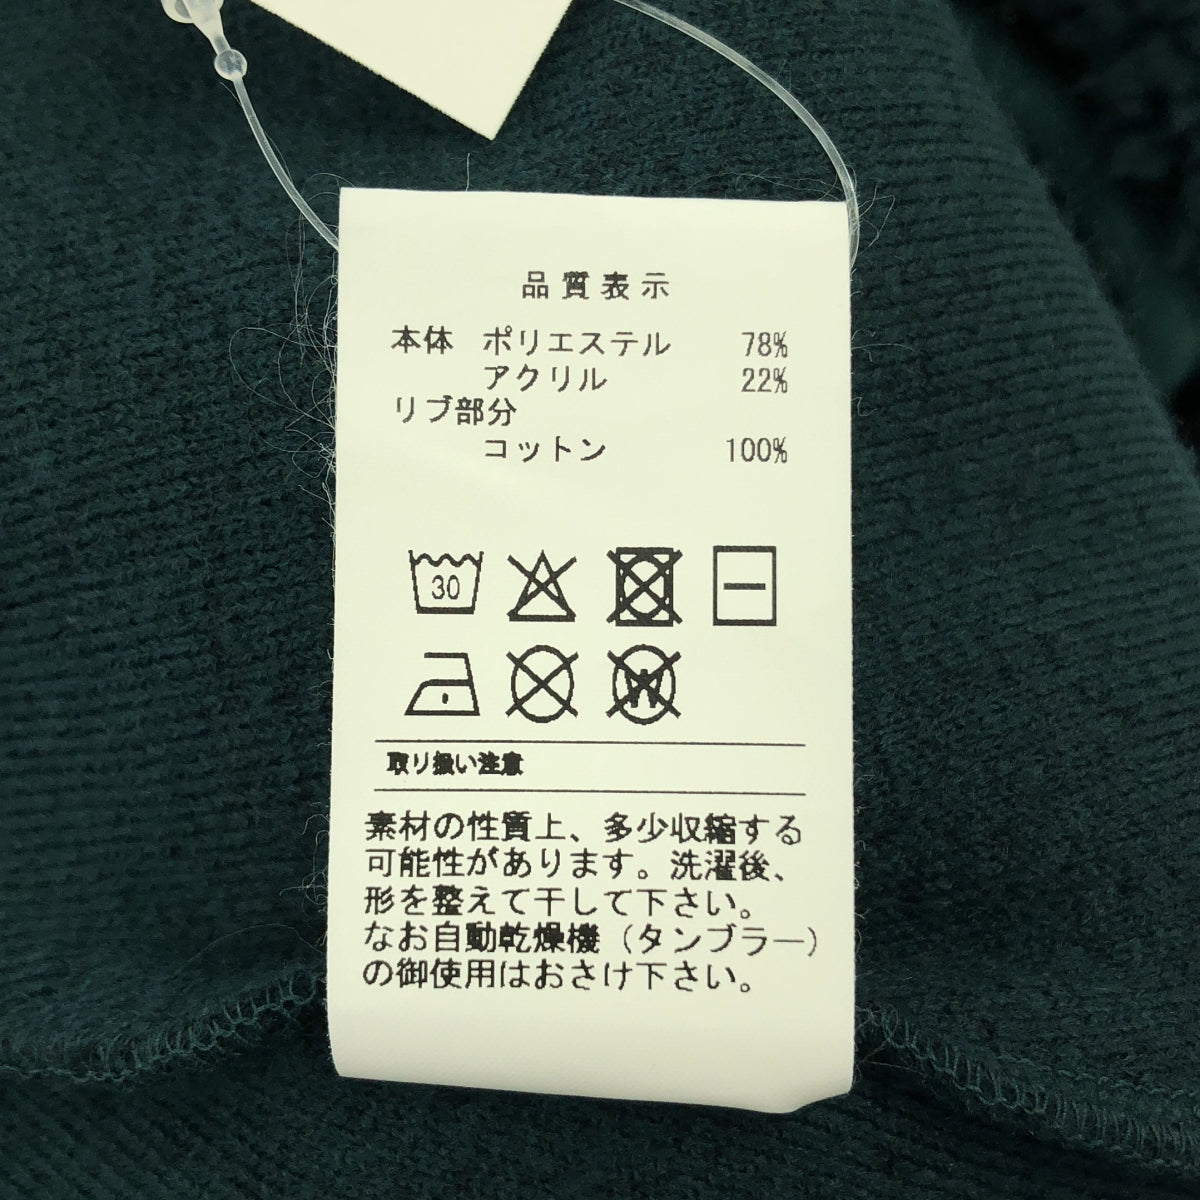 品質表示
本体 ポリエステル 78%
アクリル 22%
リブ部分
コットン 100%
30
W
取り扱い注意
素材の性質上、多少収縮する
可能性があります。洗濯後、
形を整えて干して下さい。
なお自動乾燥機（タンブラー）
の御使用はおさけ下さい。